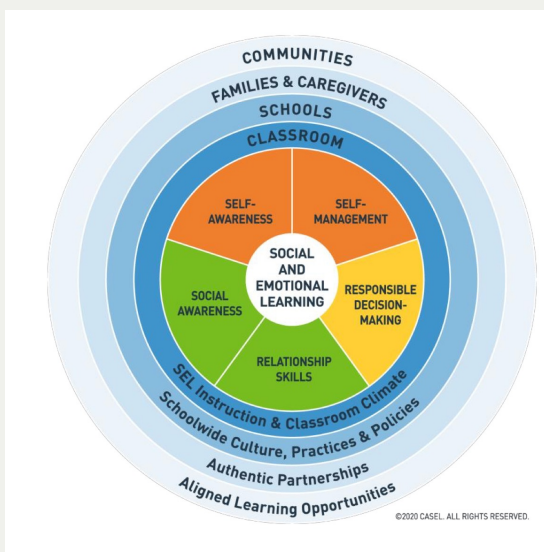 COMMUNITIES
FAMILIES & CAREGIVERS
SCHOOLS
CLASSROOM
SELF-
AWARENESS
SELF-
MANAGEMENT
SOCIAL
AND
EMOTIONAL
LEARNING
SOCIAL
AWARENESS
RESPONSIBLE
DECISION-
MAKING
RELATIONSHIP
SKILLS
SEL Instruction & Classroom Climate
Schoolwide Culture, Practices & Policies
Authentic Partnerships
Aligned Learning Opportunities
©2020 CASEL. ALL RIGHTS RESERVED.